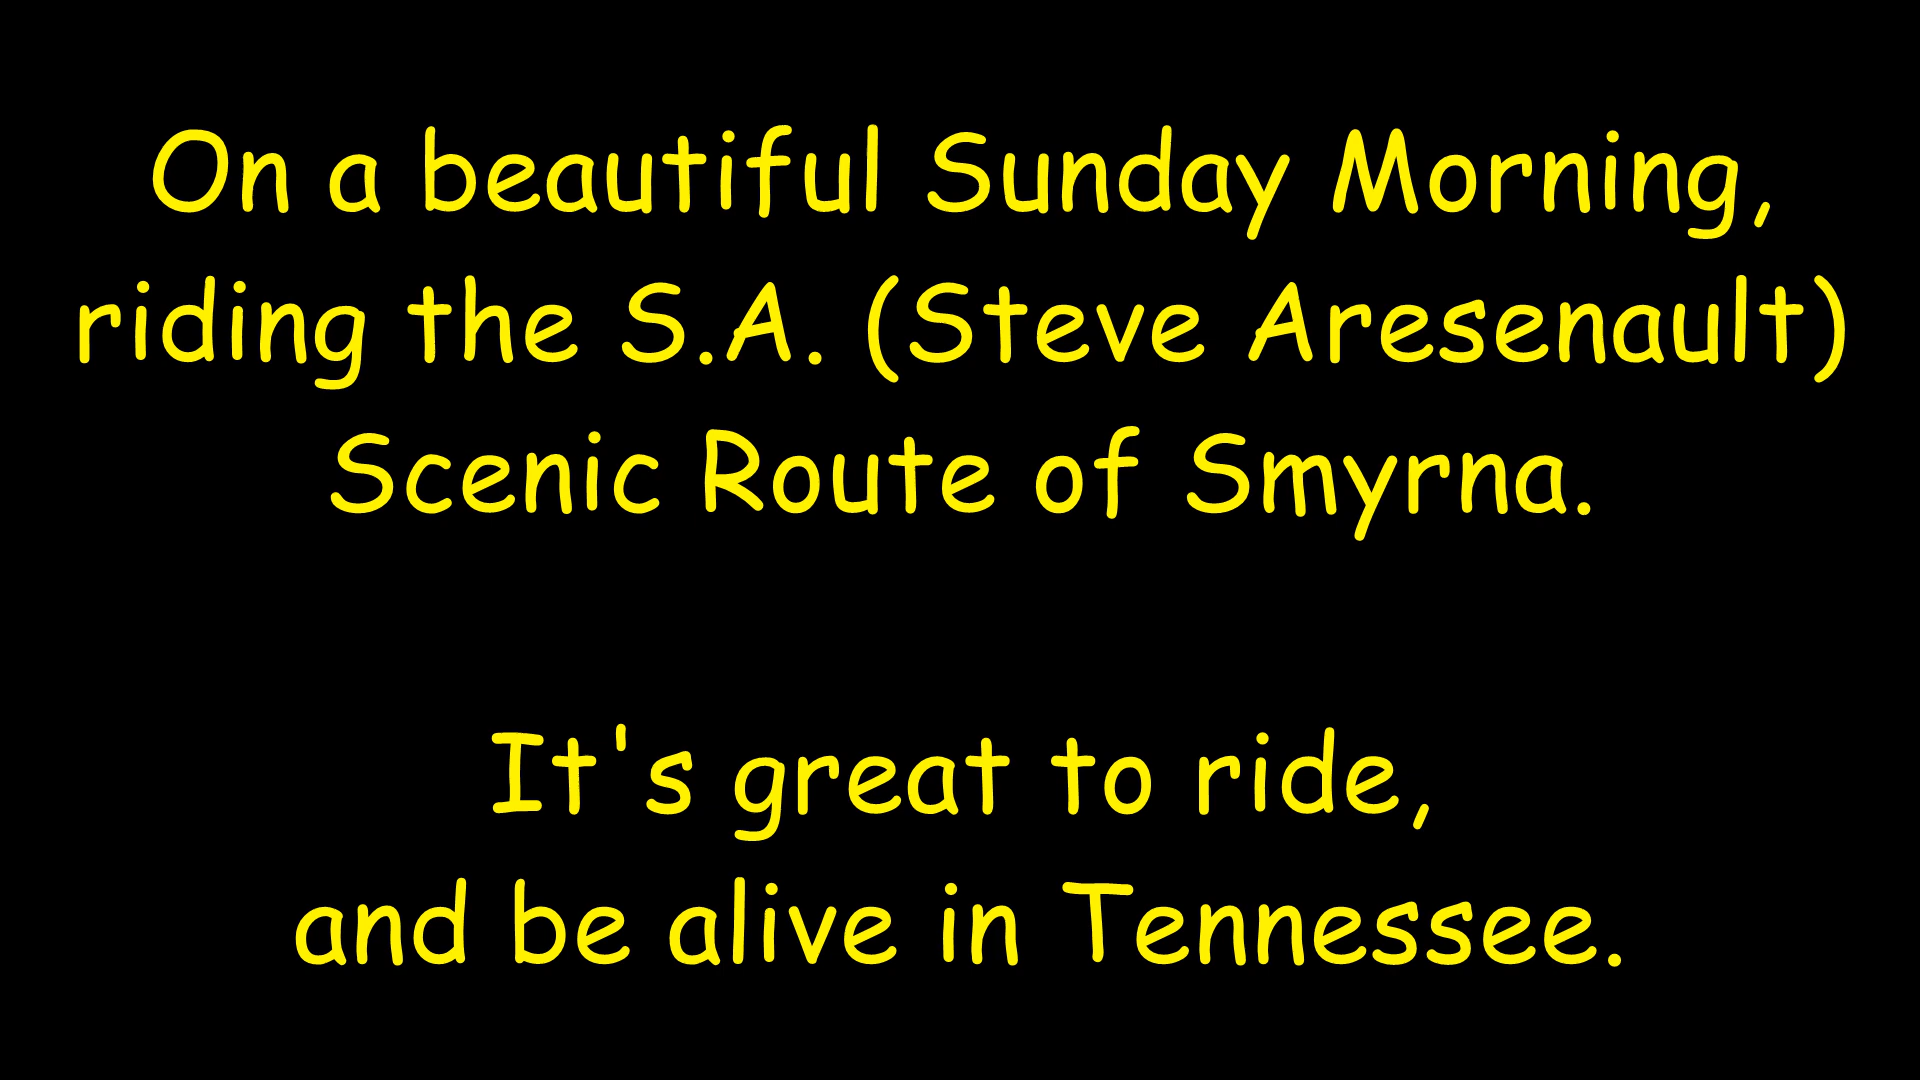 On a beautiful Sunday Morning,
riding the S.A. (Steve Aresenault)
Scenic Route of Smyrna.
It's great to ride,
and be alive in Tennessee.